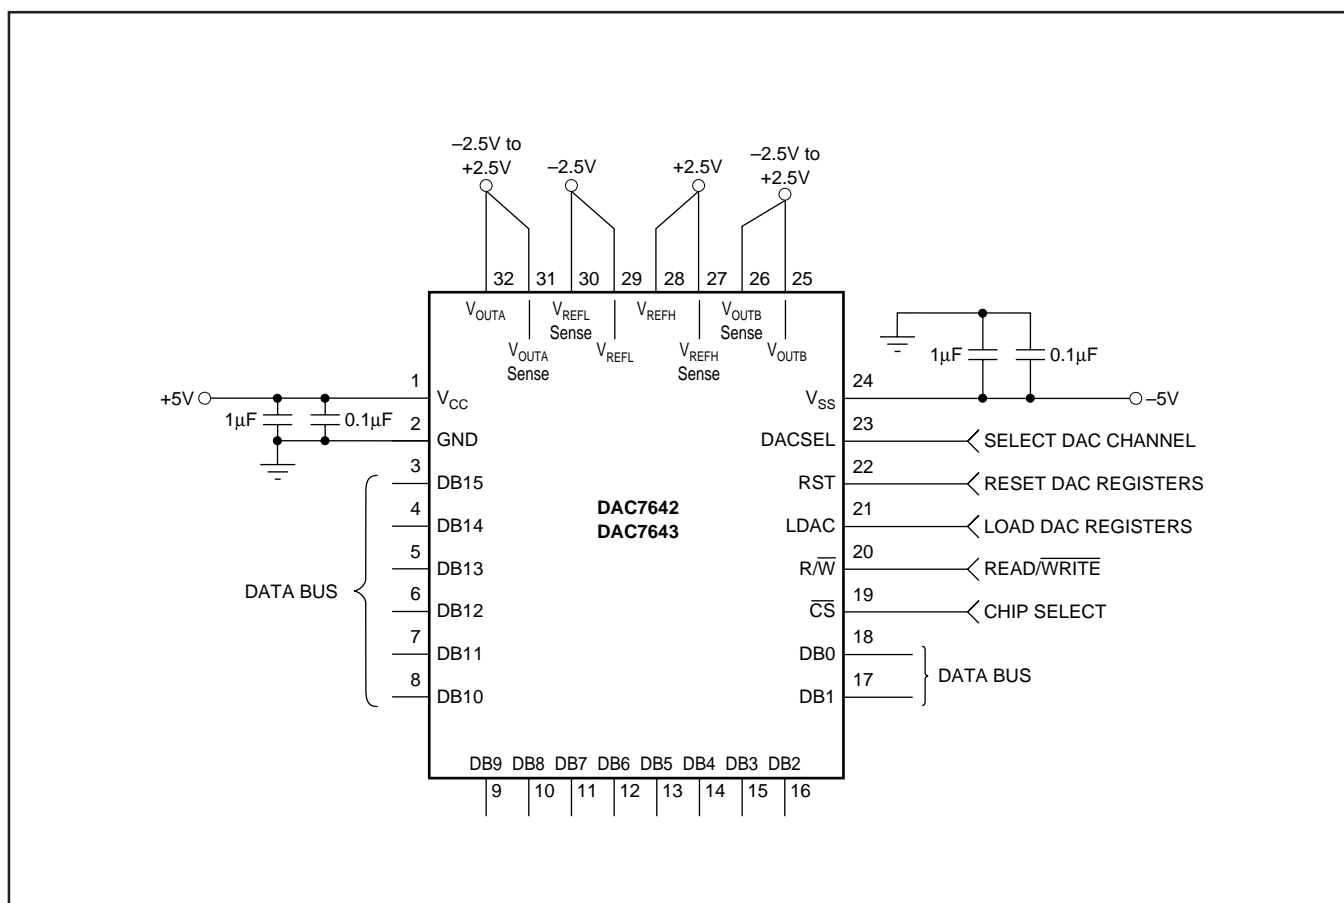 –2.5V to
+2.5V
–2.5V
+2.5V
–2.5V to
+2.5V
32
31
30
29
28
27
26
25
VOUTA
VOUTA
Sense
VREFL
Sense
VREFL
VREFH
VREFH
Sense
VOUTB
Sense
VOUTB
+5V
1µF
0.1µF
1
VCC
2
GND
3
DB15
4
DB14
5
DB13
6
DB12
7
DB11
8
DB10
DATA BUS
DAC7642
DAC7643
1µF
0.1µF
24
VSS
–5V
23
DACSEL
SELECT DAC CHANNEL
22
RST
RESET DAC REGISTERS
21
LDAC
LOAD DAC REGISTERS
20
R/W̅
READ/W̅R̅I̅T̅E̅
19
C̅S̅
CHIP SELECT
18
DB0
17
DB1
DATA BUS
DB9 DB8 DB7 DB6 DB5 DB4 DB3 DB2
9 10 11 12 13 14 15 16